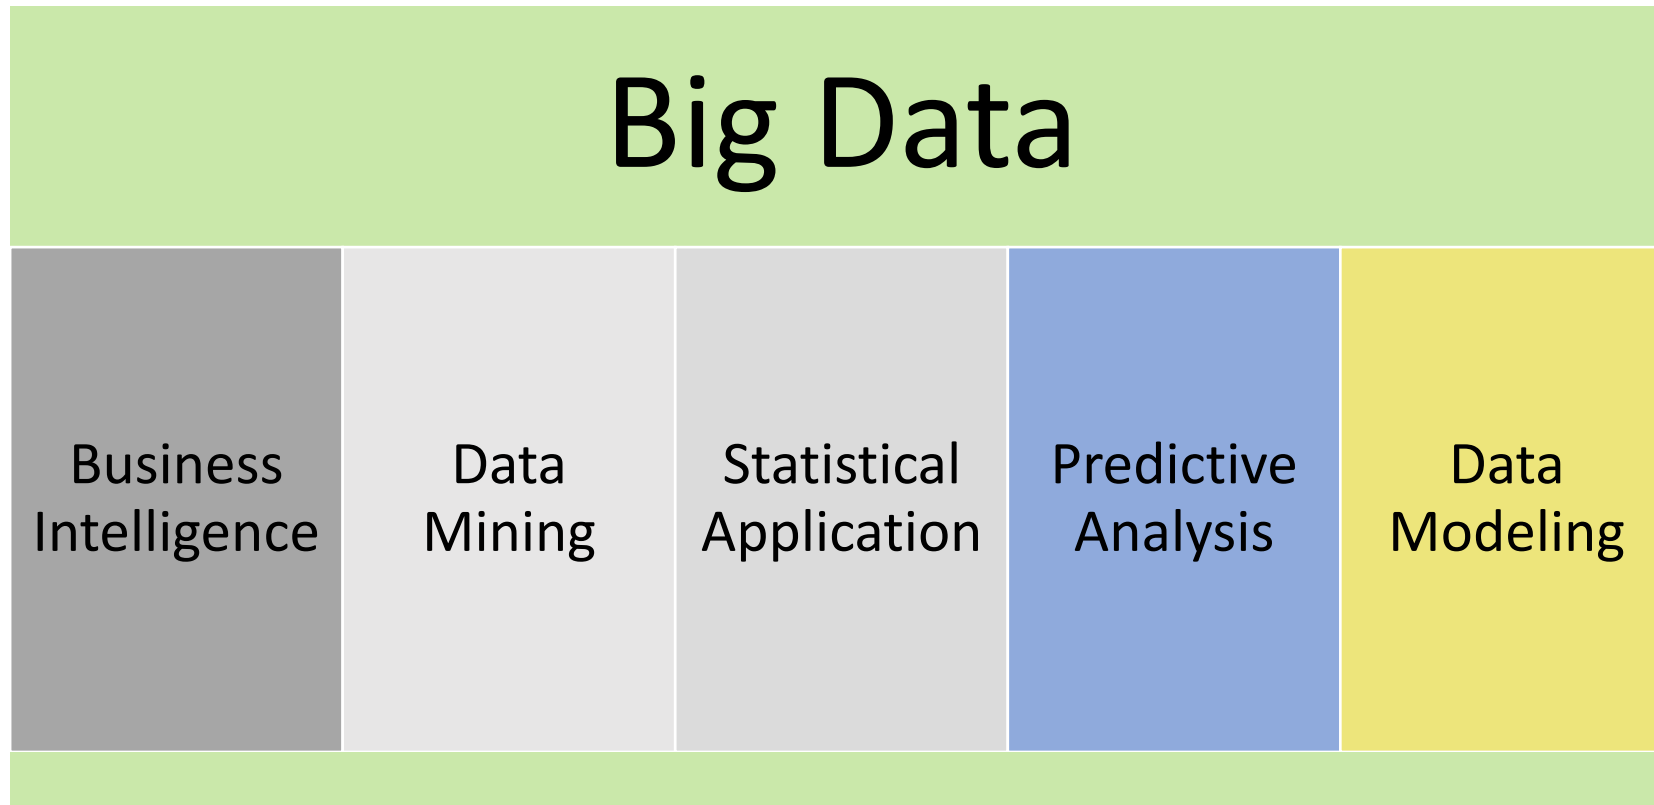 Big Data
Business
Intelligence
Data
Mining
Statistical
Application
Predictive
Analysis
Data
Modeling